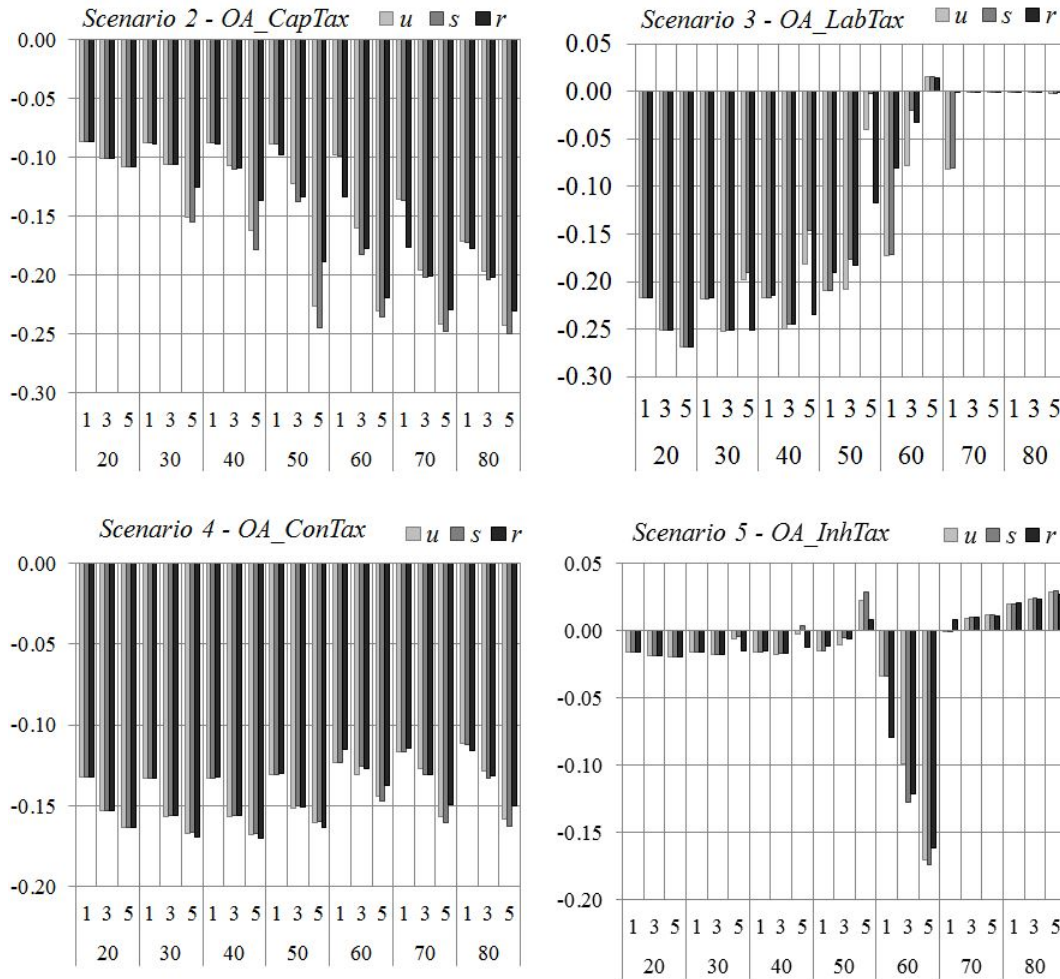 Scenario 2 - OA_CapTax u s r
0.00
-0.05
-0.10
-0.15
-0.20
-0.25
-0.30
1 3 5 1 3 5 1 3 5 1 3 5 1 3 5 1 3 5 1 3 5
20 30 40 50 60 70 80
Scenario 3 - OA_LabTax u s r
0.05
0.00
-0.05
-0.10
-0.15
-0.20
-0.25
-0.30
1 3 5 1 3 5 1 3 5 1 3 5 1 3 5 1 3 5 1 3 5
20 30 40 50 60 70 80
Scenario 4 - OA_ConTax u s r
0.00
-0.05
-0.10
-0.15
-0.20
1 3 5 1 3 5 1 3 5 1 3 5 1 3 5 1 3 5 1 3 5
20 30 40 50 60 70 80
Scenario 5 - OA_InhTax u s r
0.05
0.00
-0.05
-0.10
-0.15
-0.20
1 3 5 1 3 5 1 3 5 1 3 5 1 3 5 1 3 5 1 3 5
20 30 40 50 60 70 80